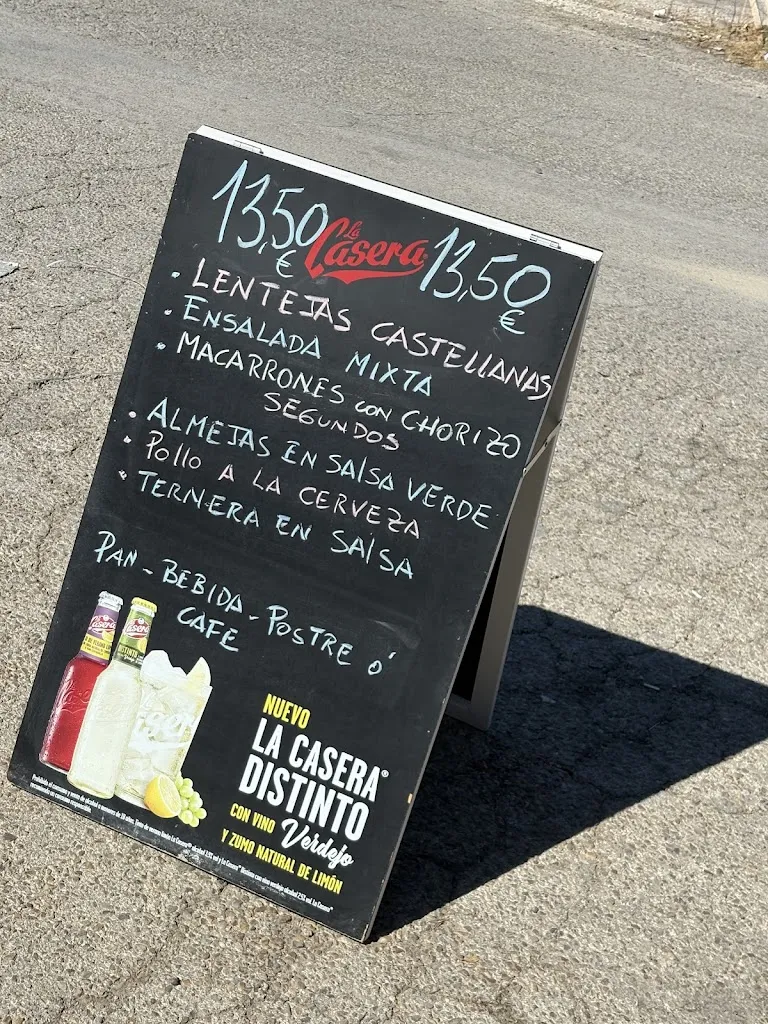 13,50 € La Casera 13,50 €
• LENTEJAS CASTELLANAS
• ENSALADA MIXTA
• MACARRONES CON CHORIZO
SEGUNDOS
• ALMEJAS EN SALSA VERDE
• POLLO A LA CERVEZA
• TERNERA EN SALSA
PAN - BEBIDA - POSTRE Ó
CAFE
NUEVO
LA CASERA®
DISTINTO
CON VINO Verdejo
Y ZUMO NATURAL DE LIMÓN